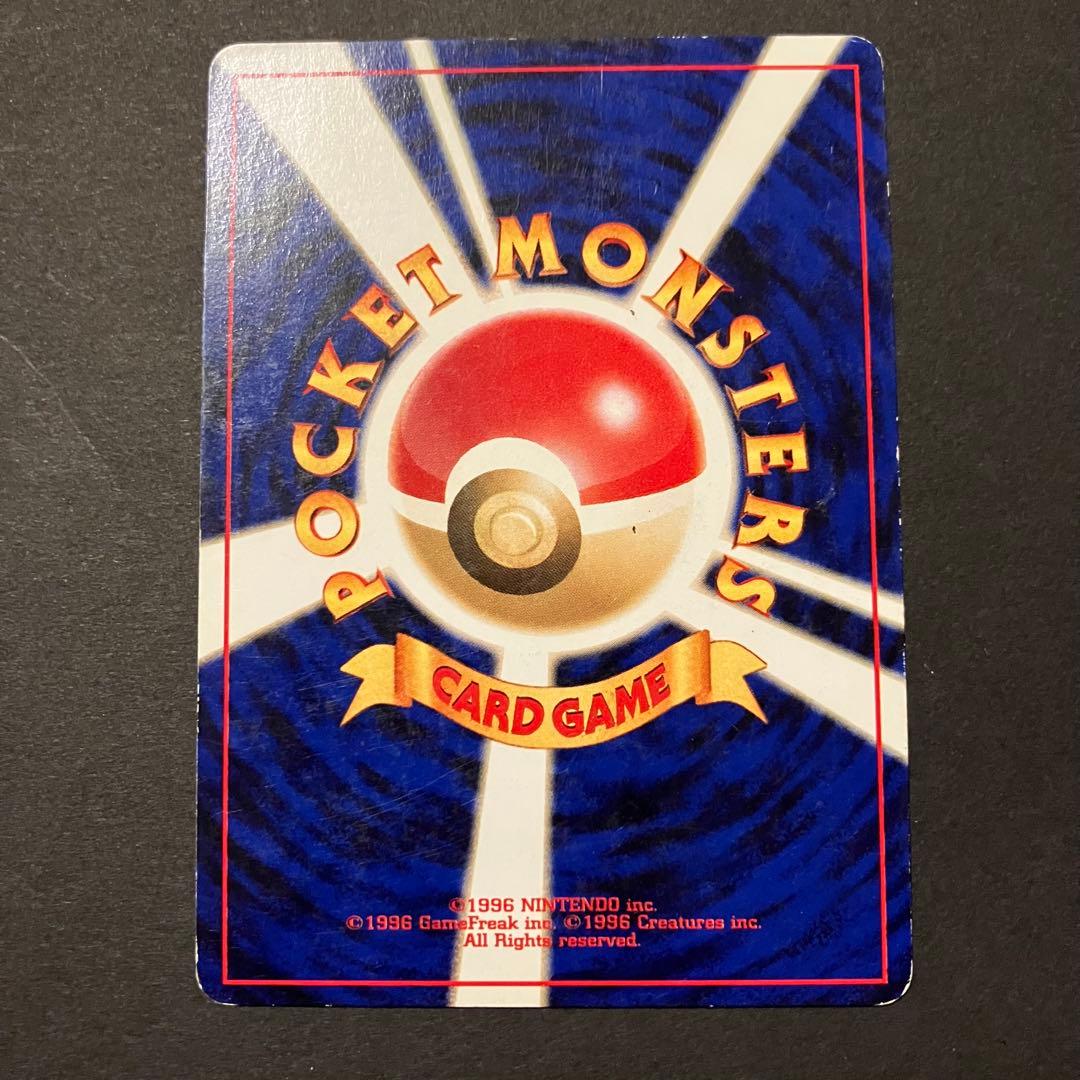 POCKET MONSTERS
CARD GAME
©1996 NINTENDO inc.
©1996 GameFreak inc. ©1996 Creatures inc.
All Rights reserved.